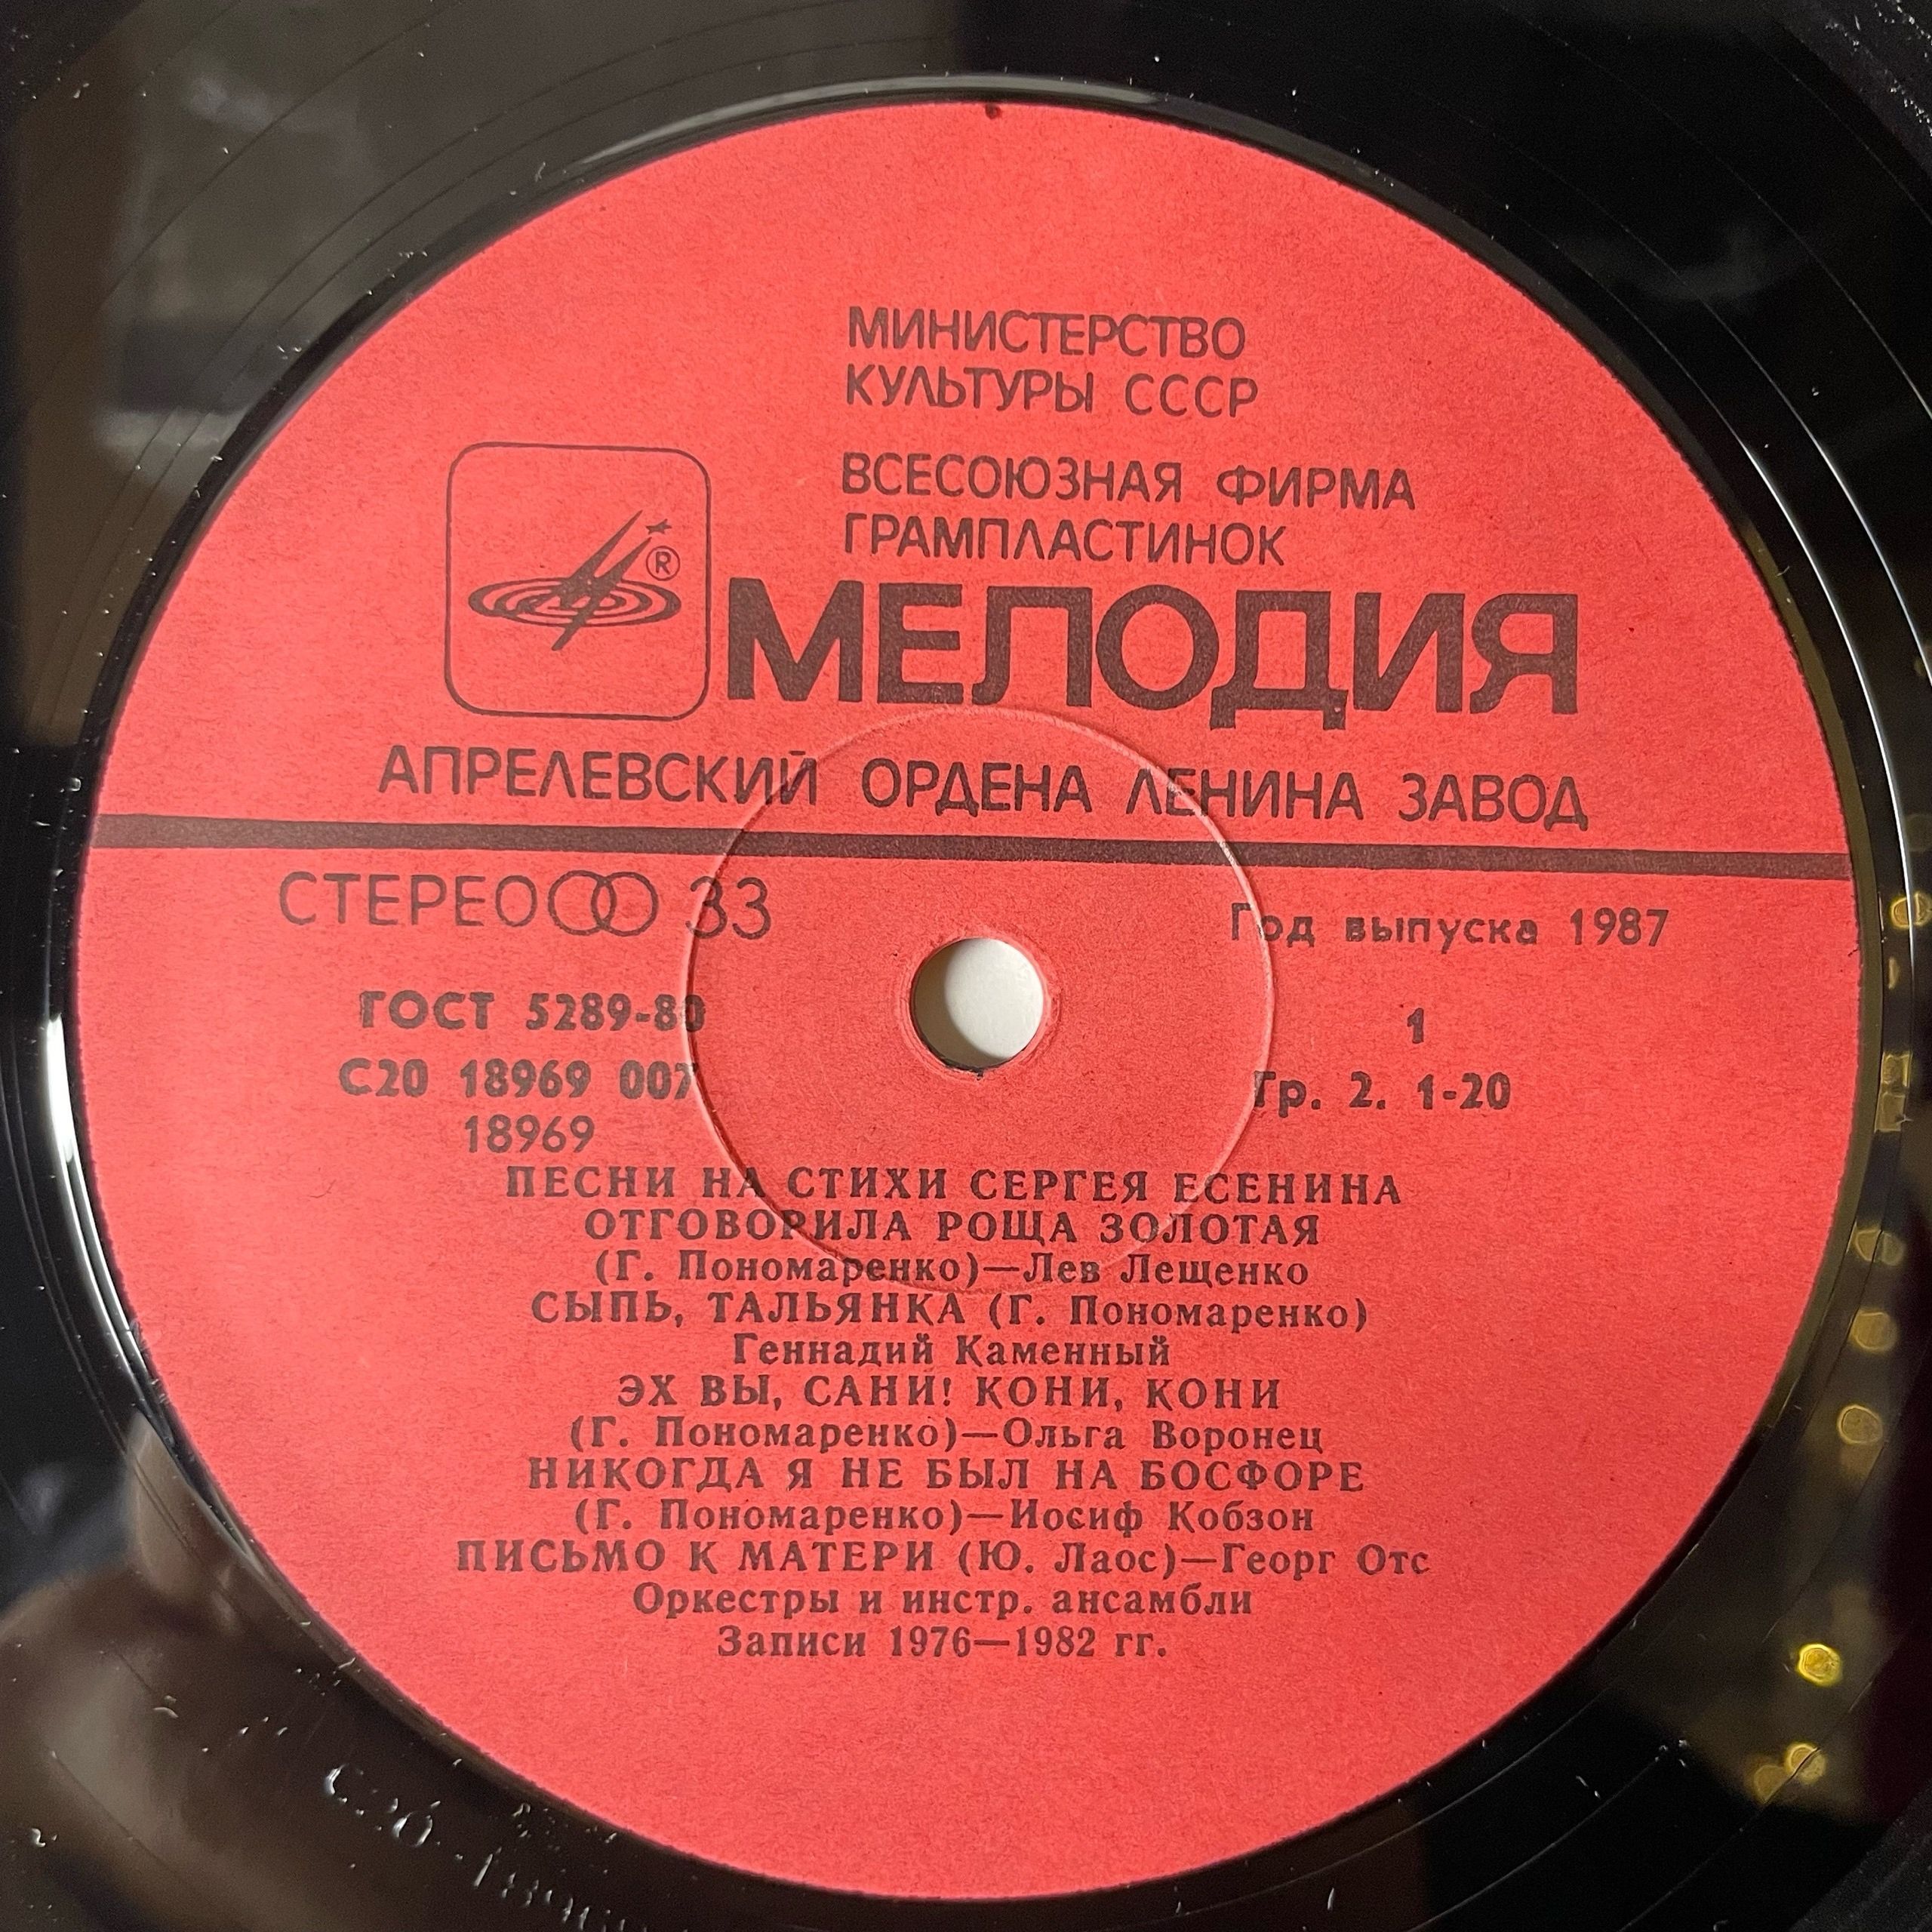 МИНИСТЕРСТВО
КУЛЬТУРЫ СССР
ВСЕСОЮЗНАЯ ФИРМА
ГРАМПЛАСТИНОК
®
МЕЛОДИЯ
АПРЕЛЕВСКИЙ ОРДЕНА ЛЕНИНА ЗАВОД
СТЕРЕО 33
Год выпуска 1987
ГОСТ 5289-80
1
С20 18969 007
Гр. 2. 1-20
18969
ПЕСНИ НА СТИХИ СЕРГЕЯ ЕСЕНИНА
ОТГОВОРИЛА РОЩА ЗОЛОТАЯ
(Г. Пономаренко)—Лев Лещенко
СЫПЬ, ТАЛЬЯНКА (Г. Пономаренко)
Геннадий Каменный
ЭХ ВЫ, САНИ! КОНИ, КОНИ
(Г. Пономаренко)—Ольга Воронец
НИКОГДА Я НЕ БЫЛ НА БОСФОРЕ
(Г. Пономаренко)—Иосиф Кобзон
ПИСЬМО К МАТЕРИ (Ю. Лаос)—Георг Отс
Оркестры и инстр. ансамбли
Записи 1976—1982 гг.